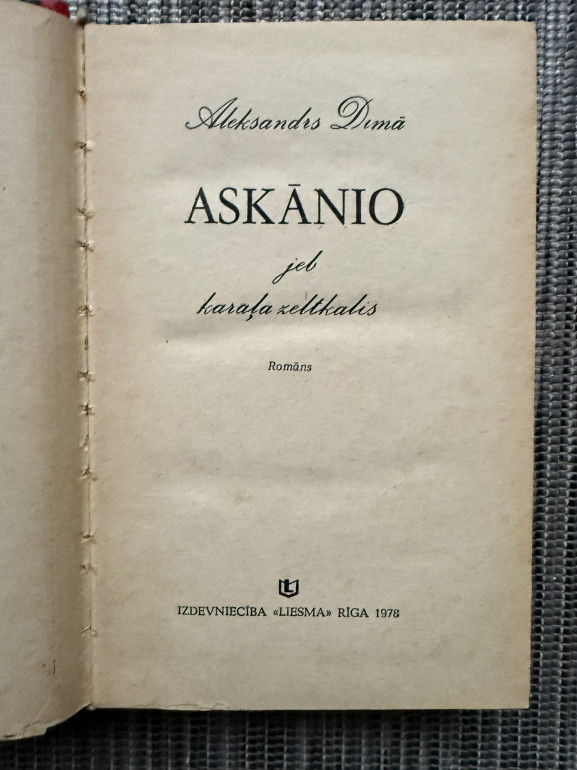 Aleksandrs Dimā
ASKĀNIO
jeb
karaļa zeltkalis
Romāns
IZDEVNIECĪBA «LIESMA» RĪGA 1978